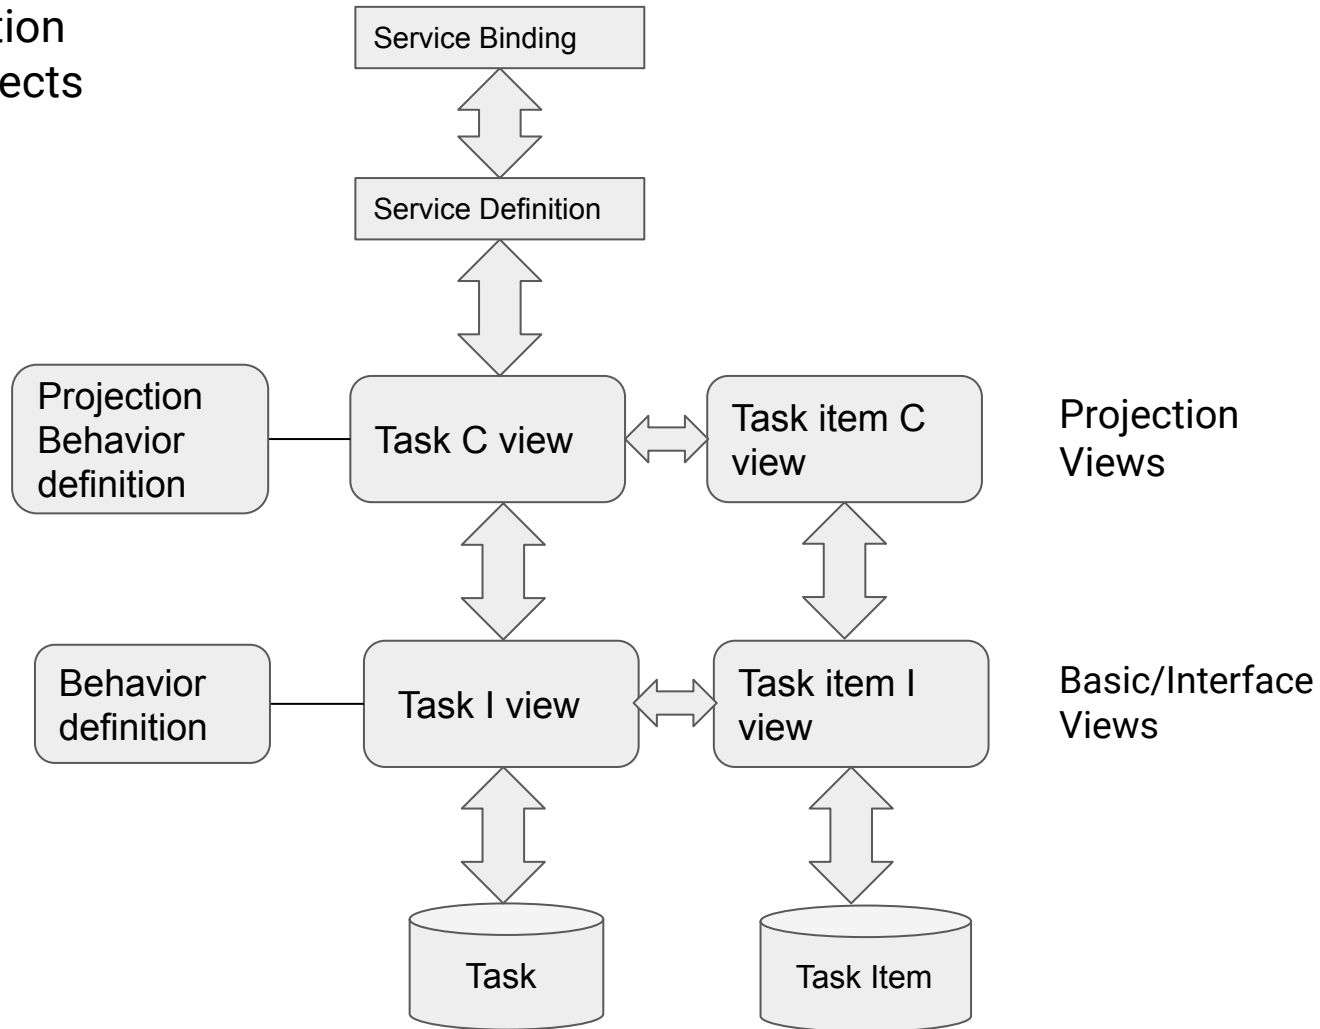 tion
ects
Service Binding
Service Definition
Projection
Behavior
definition
Task C view
Task item C
view
Projection
Views
Behavior
definition
Task I view
Task item I
view
Basic/Interface
Views
Task
Task Item